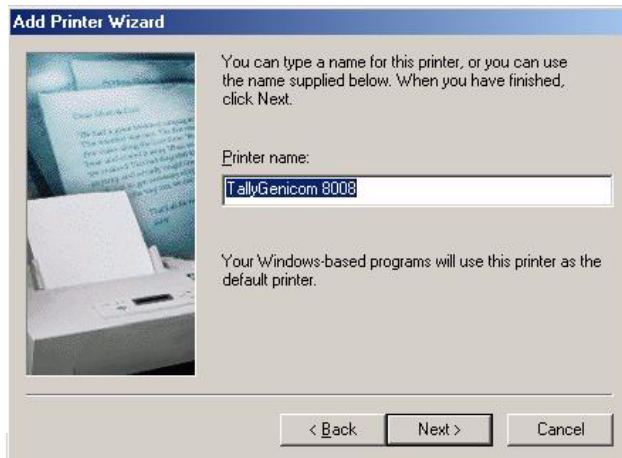 Add Printer Wizard
You can type a name for this printer, or you can use
the name supplied below. When you have finished,
click Next.
Printer name:
TallyGenicom 8008
Your Windows-based programs will use this printer as the
default printer.
< Back
Next >
Cancel